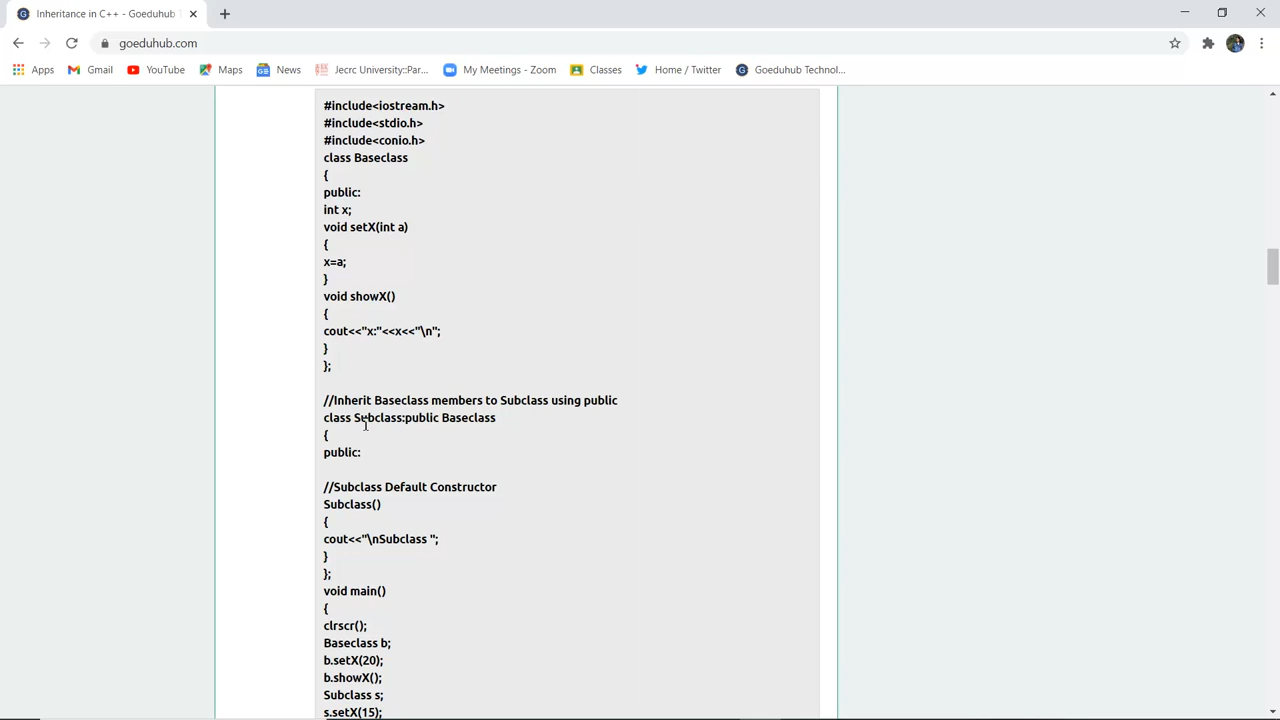 Inheritance in C++ - Goeduhub
goeduhub.com
Apps Gmail YouTube Maps News Jecrc University::Par... My Meetings - Zoom Classes Home / Twitter Goeduhub Technol...
#include<iostream.h>
#include<stdio.h>
#include<conio.h>
class Baseclass
{
public:
int x;
void setX(int a)
{
x=a;
}
void showX()
{
cout<<"x:"<<x<<"\n";
}
};
//Inherit Baseclass members to Subclass using public
class Subclass:public Baseclass
{
public:
//Subclass Default Constructor
Subclass()
{
cout<<"\nSubclass ";
}
};
void main()
{
clrscr();
Baseclass b;
b.setX(20);
b.showX();
Subclass s;
s.setX(15);